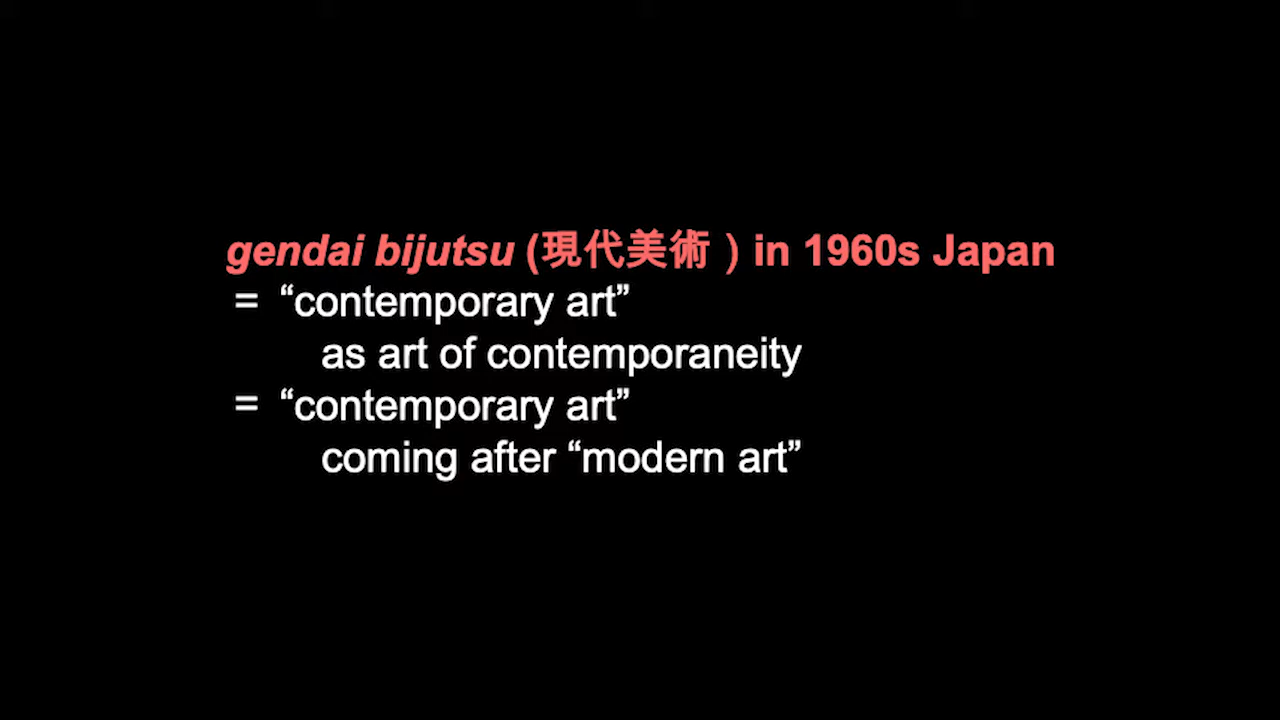 gendai bijutsu (現代美術 ) in 1960s Japan
= “contemporary art”
as art of contemporaneity
= “contemporary art”
coming after “modern art”